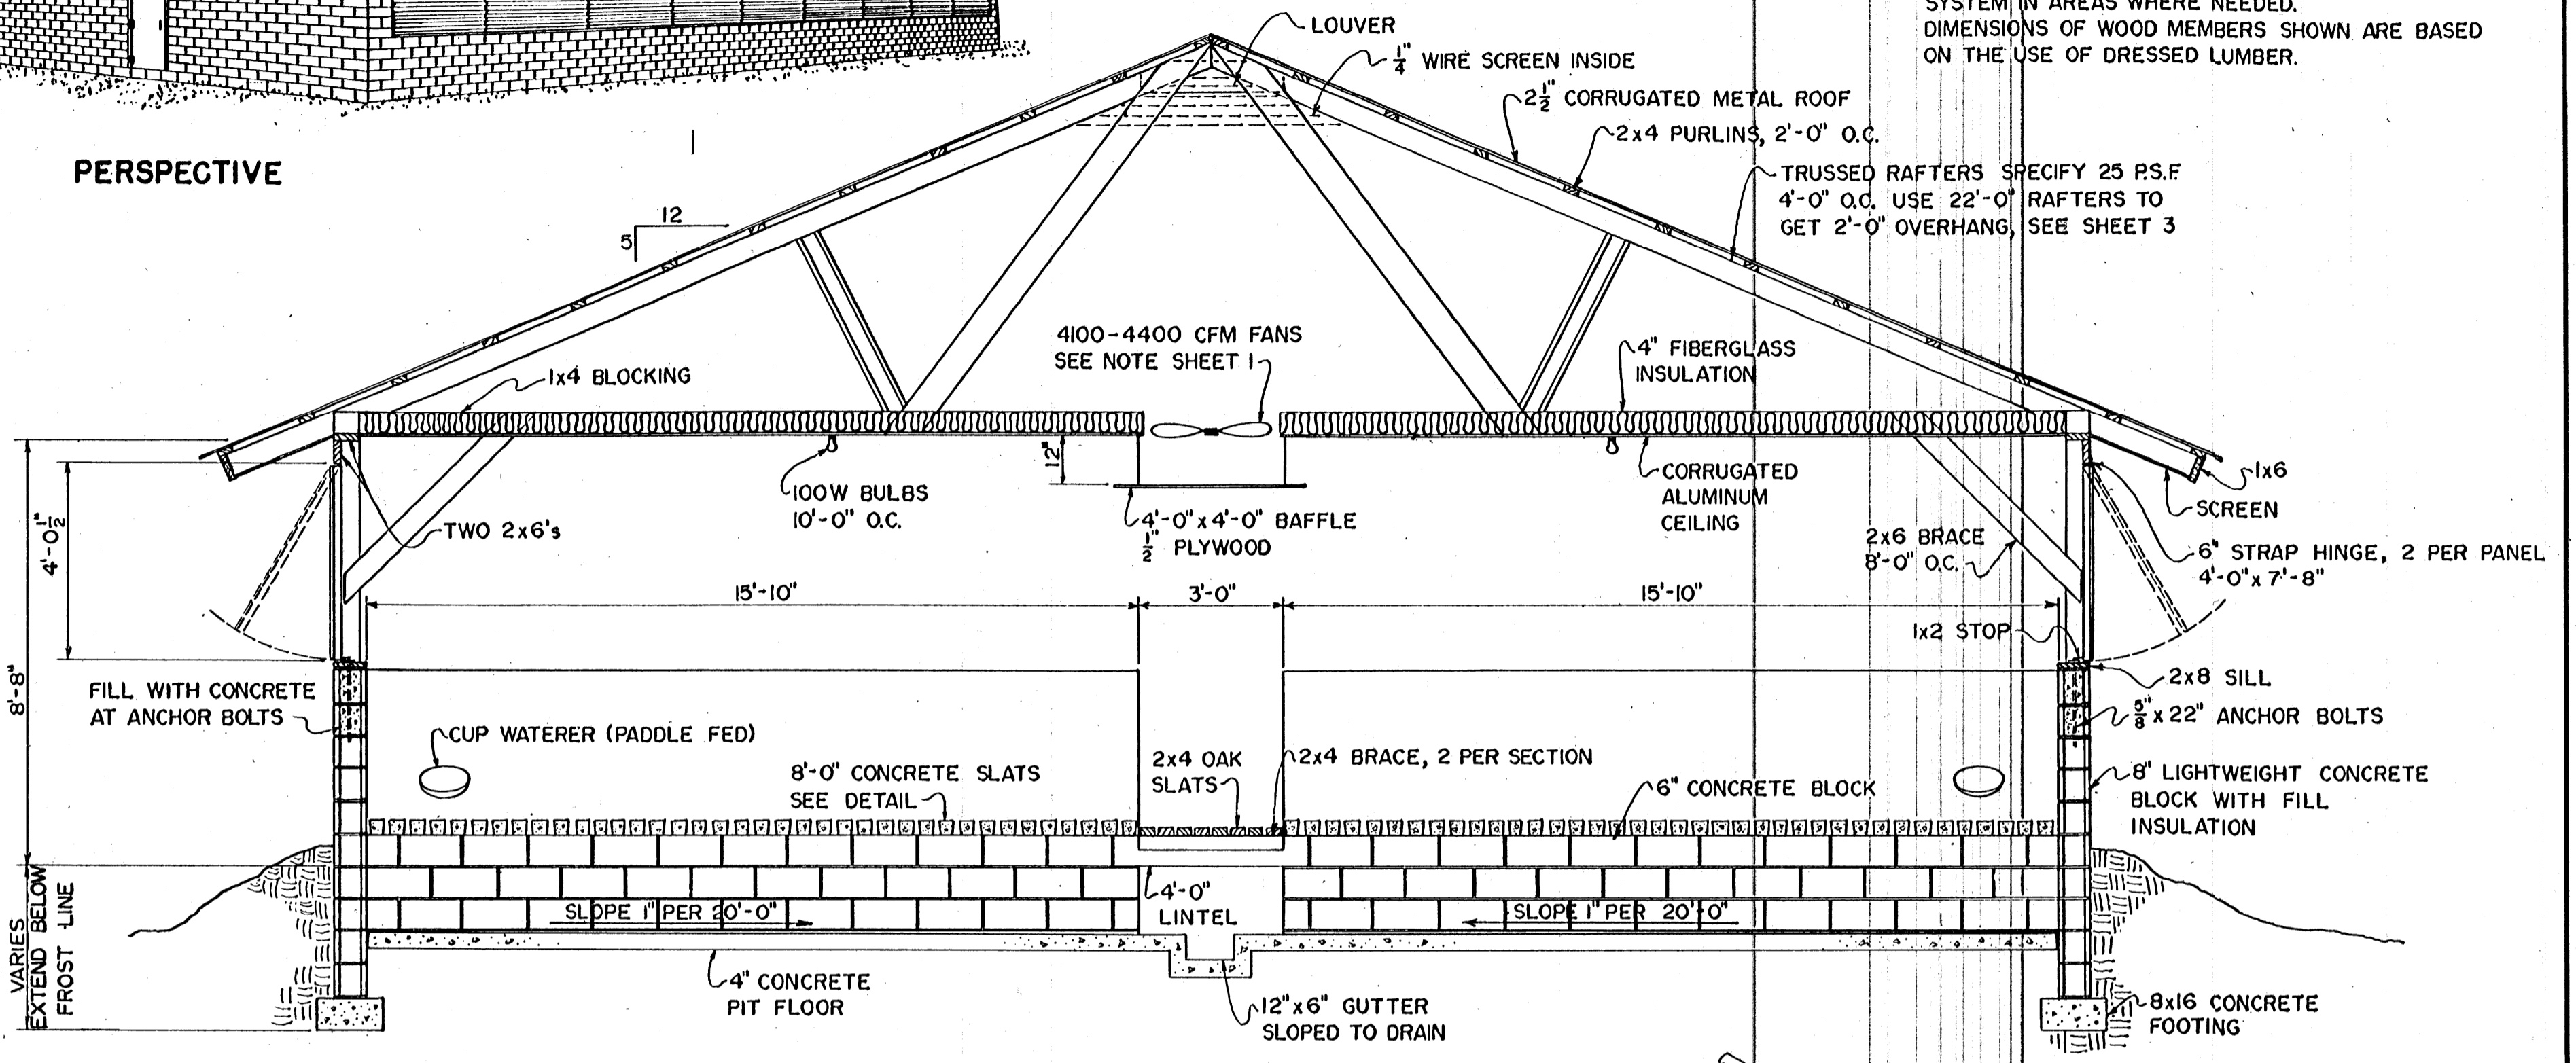 SYSTEM IN AREAS WHERE NEEDED.
DIMENSIONS OF WOOD MEMBERS SHOWN ARE BASED
ON THE USE OF DRESSED LUMBER.
LOUVER
1/4" WIRE SCREEN INSIDE
2 1/2" CORRUGATED METAL ROOF
2x4 PURLINS, 2'-0" O.C.
TRUSSED RAFTERS SPECIFY 25 P.S.F.
4'-0" O.C. USE 22'-0" RAFTERS TO
GET 2'-0" OVERHANG, SEE SHEET 3
PERSPECTIVE
12
5
4100-4400 CFM FANS
SEE NOTE SHEET 1
4" FIBERGLASS
INSULATION
1x4 BLOCKING
12"
100W BULBS
10'-0" O.C.
4'-0" x 4'-0" BAFFLE
1/2" PLYWOOD
CORRUGATED
ALUMINUM
CEILING
1x6
SCREEN
TWO 2x6's
2x6 BRACE
8'-0" O.C.
6" STRAP HINGE, 2 PER PANEL
4'-0" x 7'-8"
4'-0 1/2"
8'-8"
15'-10"
3'-0"
15'-10"
1x2 STOP
2x8 SILL
5/8" x 22" ANCHOR BOLTS
FILL WITH CONCRETE
AT ANCHOR BOLTS
CUP WATERER (PADDLE FED)
8'-0" CONCRETE SLATS
SEE DETAIL
2x4 OAK
SLATS
2x4 BRACE, 2 PER SECTION
6" CONCRETE BLOCK
8" LIGHTWEIGHT CONCRETE
BLOCK WITH FILL
INSULATION
4'-0"
LINTEL
SLOPE 1" PER 20'-0"
SLOPE 1" PER 20'-0"
VARIES
EXTEND BELOW
FROST LINE
4" CONCRETE
PIT FLOOR
12" x 6" GUTTER
SLOPED TO DRAIN
8x16 CONCRETE
FOOTING